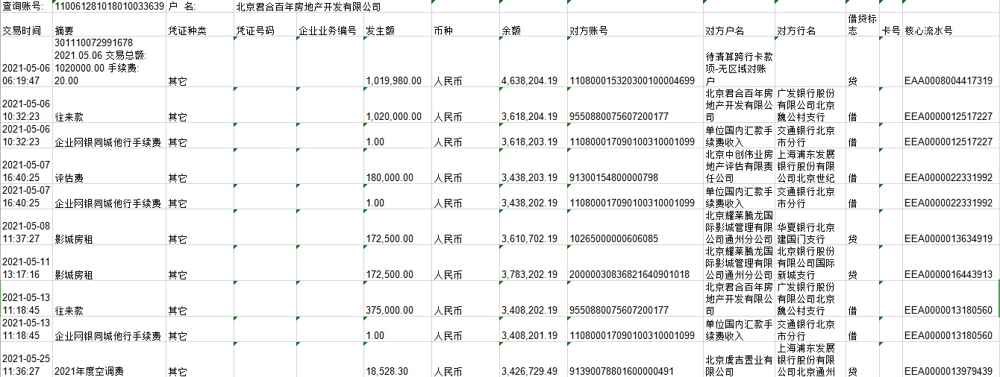 查询账号: 110061281018010033639 户 名: 北京君合百年房地产开发有限公司
交易时间 摘要 凭证种类 凭证号码 企业业务编号 发生额 币种 余额 对方账号 对方户名 对方行名 借贷标志 卡号 核心流水号
2021-05-06 06:19:47 301110072991678 2021.05.06 交易总额: 1020000.00 手续费: 20.00 其它 1,019,980.00 人民币 4,638,204.19 110800015320300100004699 待清算跨行卡款项-无区域对账户 贷 EAA0008004417319
2021-05-06 10:32:23 往来款 其它 1,020,000.00 人民币 3,618,204.19 9550880075607200177 北京君合百年房地产开发有限公司 广发银行股份有限公司北京魏公村支行 借 EEA0000012517227
2021-05-06 10:32:23 企业网银同城他行手续费 其它 1.00 人民币 3,618,203.19 110800017090100310001099 单位国内汇款手续费收入 交通银行北京市分行 借 EEA0000012517227
2021-05-07 16:40:25 评估费 其它 180,000.00 人民币 3,438,203.19 91300154800000798 北京中创伟业房地产评估有限责任公司 上海浦东发展银行股份有限公司北京世纪 借 EEA0000022331992
2021-05-07 16:40:25 企业网银同城他行手续费 其它 1.00 人民币 3,438,202.19 110800017090100310001099 单位国内汇款手续费收入 交通银行北京市分行 借 EEA0000022331992
2021-05-08 11:37:27 影城房租 其它 172,500.00 人民币 3,610,702.19 10265000000606085 北京耀莱腾龙国际影城管理有限公司通州分公司 华夏银行北京建国门支行 贷 EEA0000013634919
2021-05-11 13:17:16 影城房租 其它 172,500.00 人民币 3,783,202.19 20000030836821640901018 北京耀莱腾龙国际影城管理有限公司通州分公司 北京银行股份有限公司国际新城支行 贷 EEA0000016443913
2021-05-13 11:18:45 往来款 其它 375,000.00 人民币 3,408,202.19 9550880075607200177 北京君合百年房地产开发有限公司 广发银行股份有限公司北京魏公村支行 借 EEA0000013180560
2021-05-13 11:18:45 企业网银同城他行手续费 其它 1.00 人民币 3,408,201.19 110800017090100310001099 单位国内汇款手续费收入 交通银行北京市分行 借 EEA0000013180560
2021-05-25 11:36:27 2021年度空调费 其它 18,528.30 人民币 3,426,729.49 91390078801600000491 北京虞吉置业有限公司 上海浦东发展银行股份有限公司北京通州 贷 EEA0000013979439